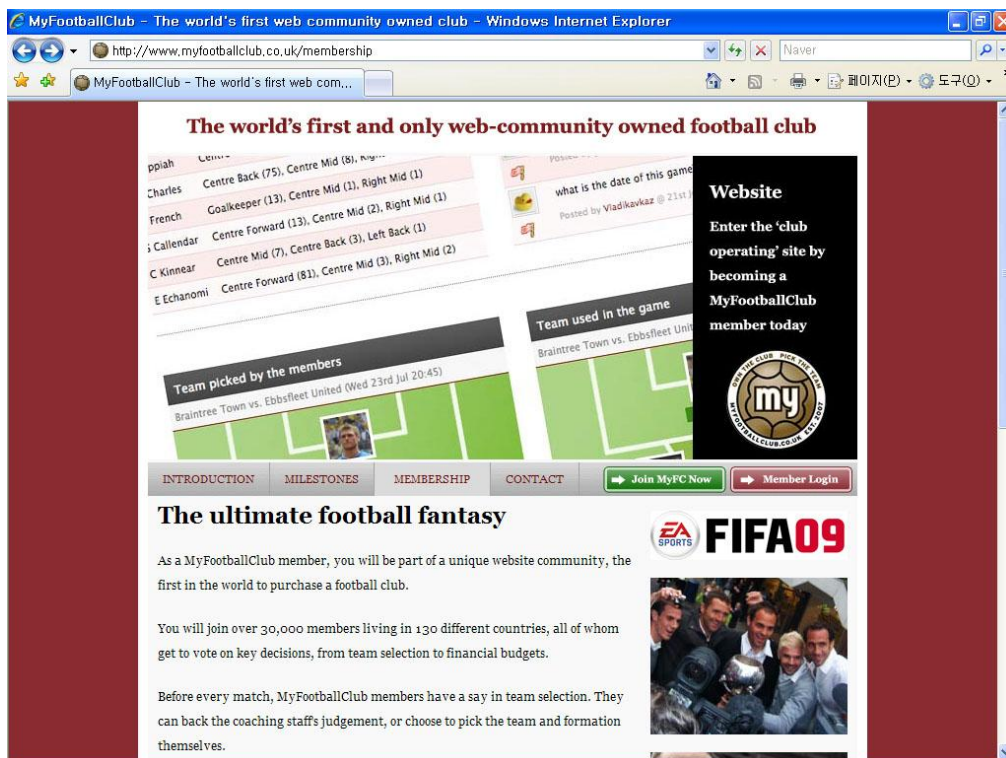 MyFootballClub - The world's first web community owned club - Windows Internet Explorer
http://www.myfootballclub.co.uk/membership
Naver
MyFootballClub - The world's first web com...
페이지(P)
도구(O)
The world's first and only web-community owned football club
ppiah
Charles Centre Back (75), Centre Mid (8),
French Goalkeeper (13), Centre Mid (1), Right Mid (1)
Callendar Centre Forward (13), Centre Mid (2), Right Mid (1)
C Kinnear Centre Mid (7), Centre Back (3), Left Back (1)
E Echanomi Centre Forward (81), Centre Mid (3), Right Mid (2)
what is the date of this game
Posted by Vladikavkaz @ 21st
Team picked by the members
Braintree Town vs. Ebbsfleet United (Wed 23rd Jul 20:45)
Team used in the game
Braintree Town vs. Ebbsfleet Unit
Website
Enter the 'club
operating' site by
becoming a
MyFootballClub
member today
OWN THE CLUB PICK THE TEAM
my
MYFOOTBALLCLUB.CO.UK EST. 2007
INTRODUCTION MILESTONES MEMBERSHIP CONTACT Join MyFC Now Member Login
The ultimate football fantasy
EA SPORTS FIFA09
As a MyFootballClub member, you will be part of a unique website community, the
first in the world to purchase a football club.
You will join over 30,000 members living in 130 different countries, all of whom
get to vote on key decisions, from team selection to financial budgets.
Before every match, MyFootballClub members have a say in team selection. They
can back the coaching staff's judgement, or choose to pick the team and formation
themselves.